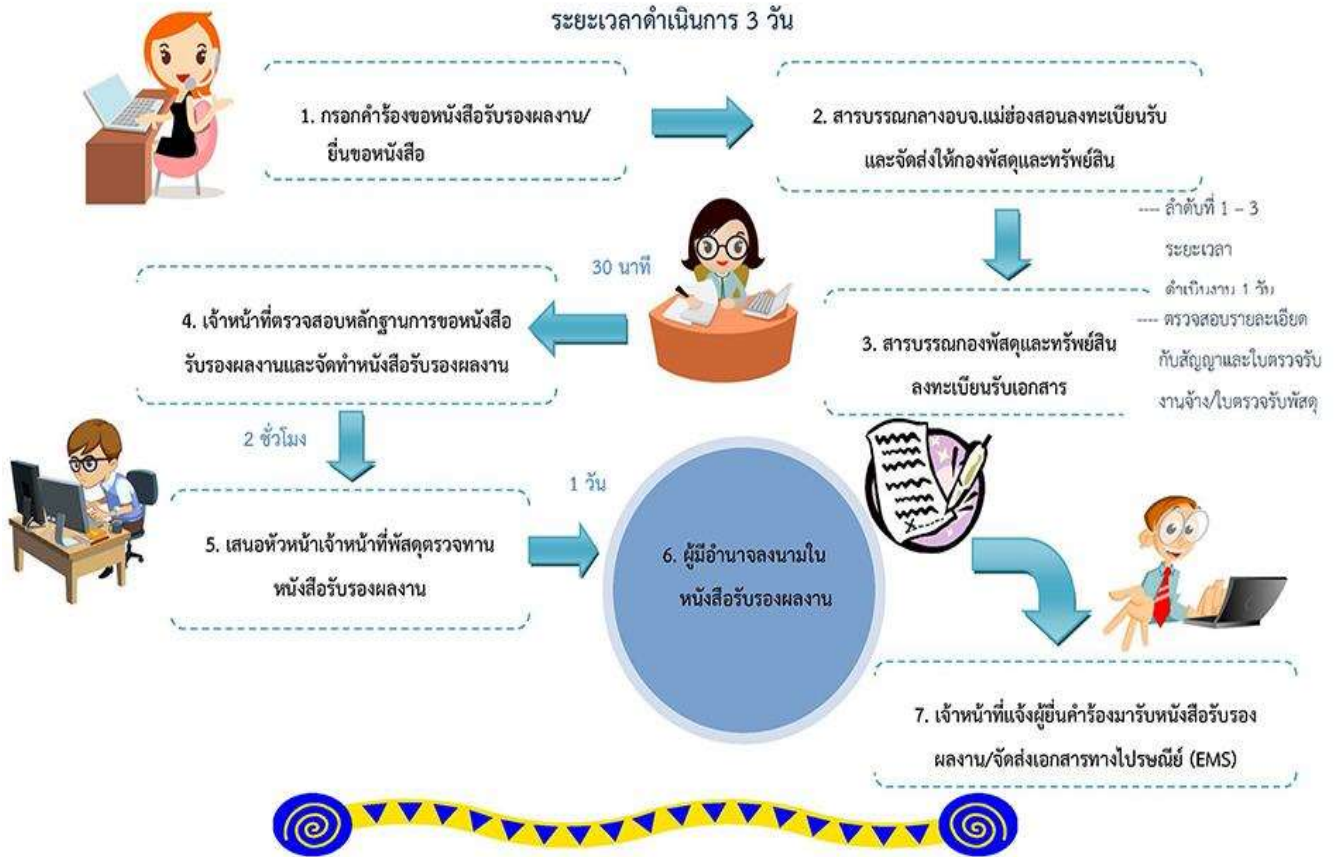 ระยะเวลาดำเนินการ 3 วัน
1. กรอกคำร้องขอหนังสือรับรองผลงาน/
ยื่นขอหนังสือ
2. สารบรรณกลางอบจ.แม่ฮ่องสอนลงทะเบียนรับ
และจัดส่งให้กองพัสดุและทรัพย์สิน
---- ลำดับที่ 1 – 3
ระยะเวลา
ดำเนินงาน 1 วัน
---- ตรวจสอบรายละเอียด
กับสัญญาและใบตรวจรับ
งานจ้าง/ใบตรวจรับพัสดุ
3. สารบรรณกองพัสดุและทรัพย์สิน
ลงทะเบียนรับเอกสาร
30 นาที
4. เจ้าหน้าที่ตรวจสอบหลักฐานการขอหนังสือ
รับรองผลงานและจัดทำหนังสือรับรองผลงาน
2 ชั่วโมง
5. เสนอหัวหน้าเจ้าหน้าที่พัสดุตรวจทาน
หนังสือรับรองผลงาน
1 วัน
6. ผู้มีอำนาจลงนามใน
หนังสือรับรองผลงาน
7. เจ้าหน้าที่แจ้งผู้ยื่นคำร้องมารับหนังสือรับรอง
ผลงาน/จัดส่งเอกสารทางไปรษณีย์ (EMS)